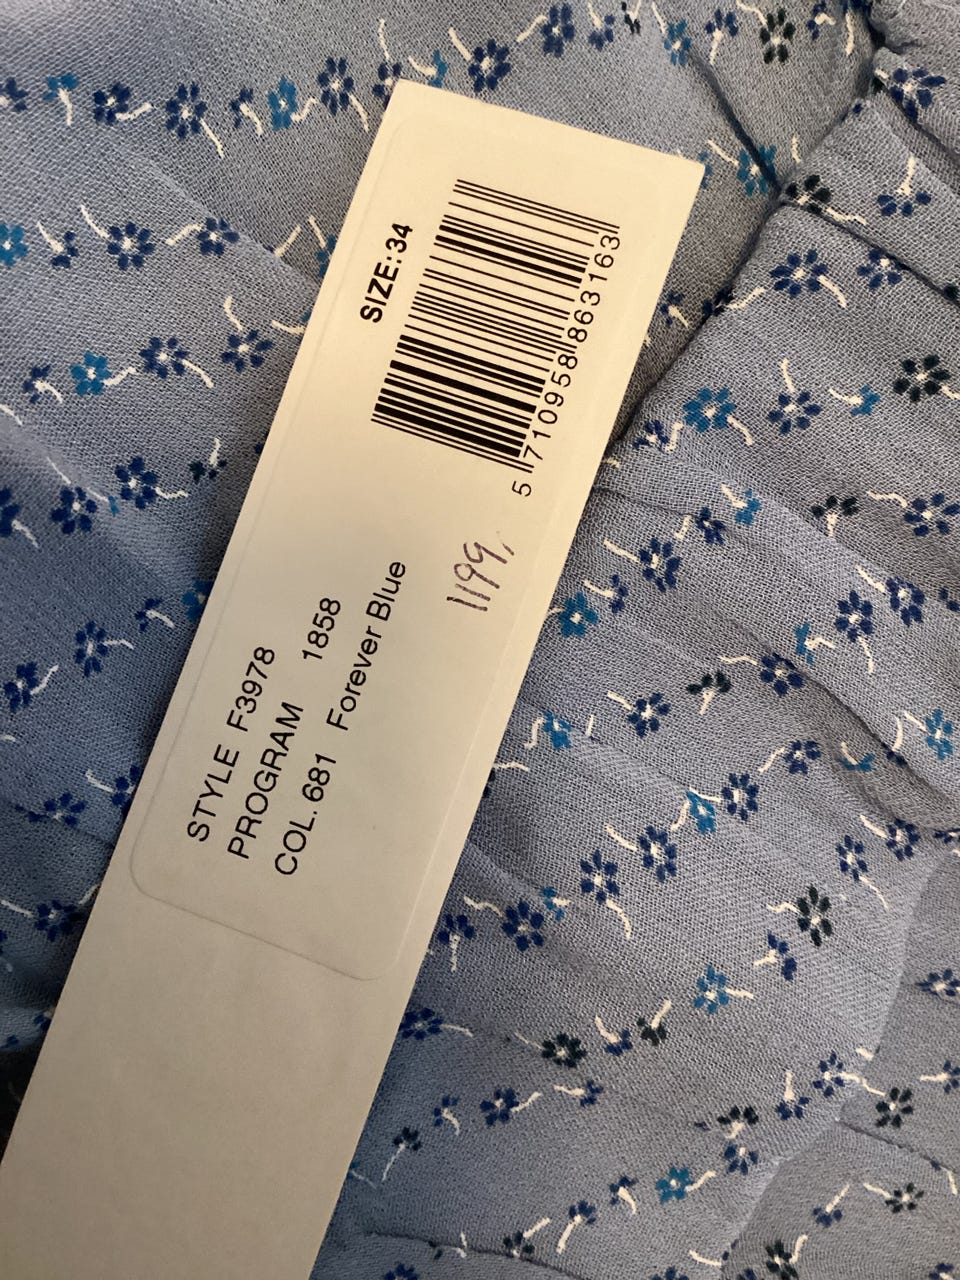 SIZE: 34
5 710958 863163
1199,
STYLE F3978
PROGRAM 1858
COL. 681 Forever Blue